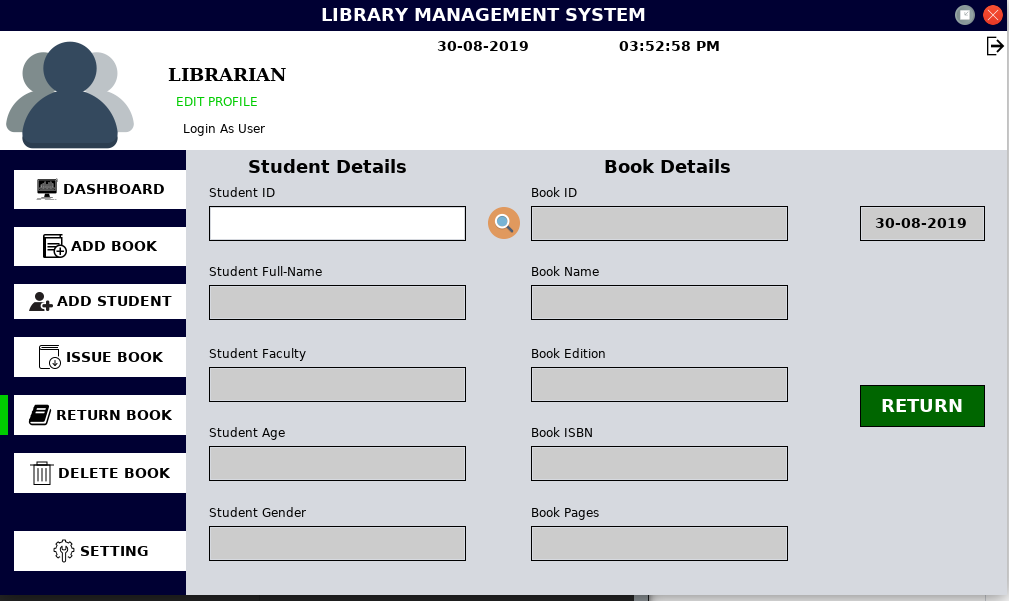 LIBRARY MANAGEMENT SYSTEM
30-08-2019 03:52:58 PM
LIBRARIAN
EDIT PROFILE
Login As User
DASHBOARD
ADD BOOK
ADD STUDENT
ISSUE BOOK
RETURN BOOK
DELETE BOOK
SETTING
Student Details
Student ID
Student Full-Name
Student Faculty
Student Age
Student Gender
Book Details
Book ID
Book Name
Book Edition
Book ISBN
Book Pages
30-08-2019
RETURN